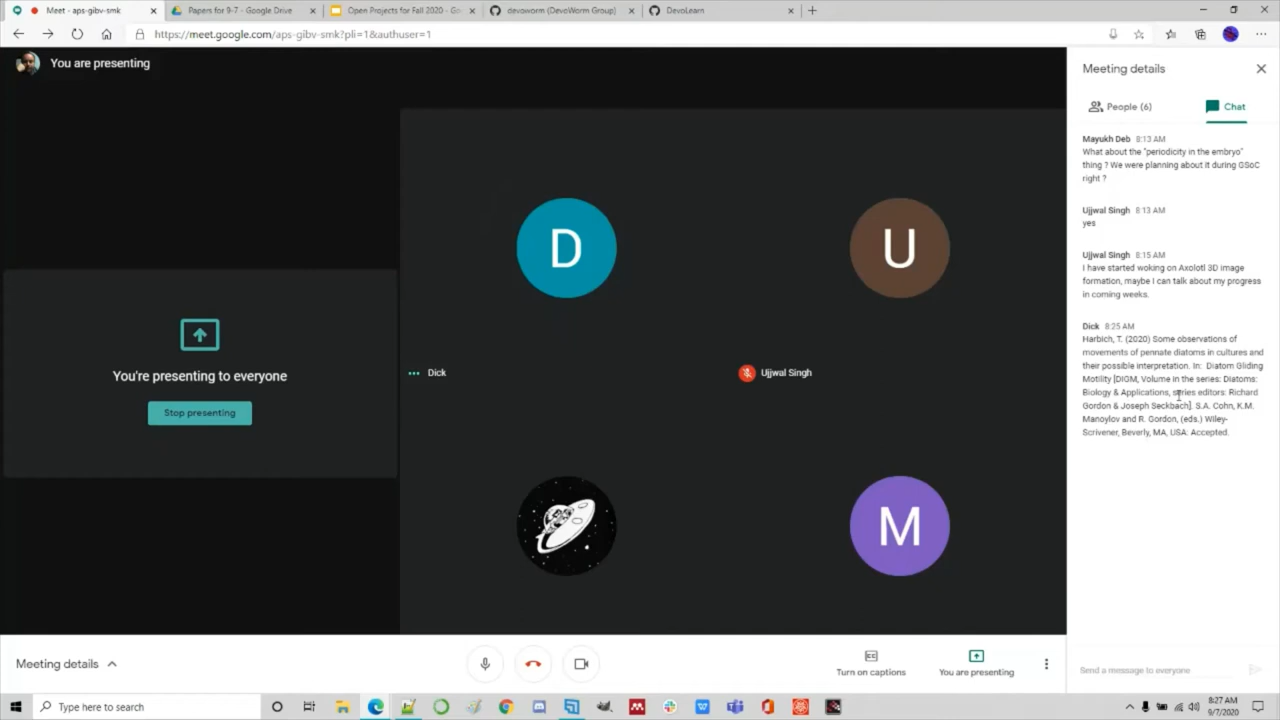 Meet - aps-gibv-smk
Papers for 9-7 - Google Drive
Open Projects for Fall 2020 - Go
devoworm (DevoWorm Group)
DevoLearn
https://meet.google.com/aps-gibv-smk?pli=1&authuser=1
You are presenting
You're presenting to everyone
Stop presenting
D
U
Dick
Ujjwal Singh
M
Meeting details
People (6)
Chat
Mayukh Deb 8:13 AM
What about the "periodicity in the embryo"
thing ? We were planning about it during GSoC
right ?
Ujjwal Singh 8:13 AM
yes
Ujjwal Singh 8:15 AM
I have started woking on Axolotl 3D image
formation, maybe I can talk about my progress
in coming weeks.
Dick 8:25 AM
Harbich, T. (2020) Some observations of
movements of pennate diatoms in cultures and
their possible interpretation. In: Diatom Gliding
Motility [DIGM, Volume in the series: Diatoms:
Biology & Applications, series editors: Richard
Gordon & Joseph Seckbach]. S.A. Cohn, K.M.
Manoylov and R. Gordon, (eds.) Wiley-
Scrivener, Beverly, MA, USA: Accepted.
Send a message to everyone
Meeting details
Turn on captions
You are presenting
Type here to search
8:27 AM
9/7/2020